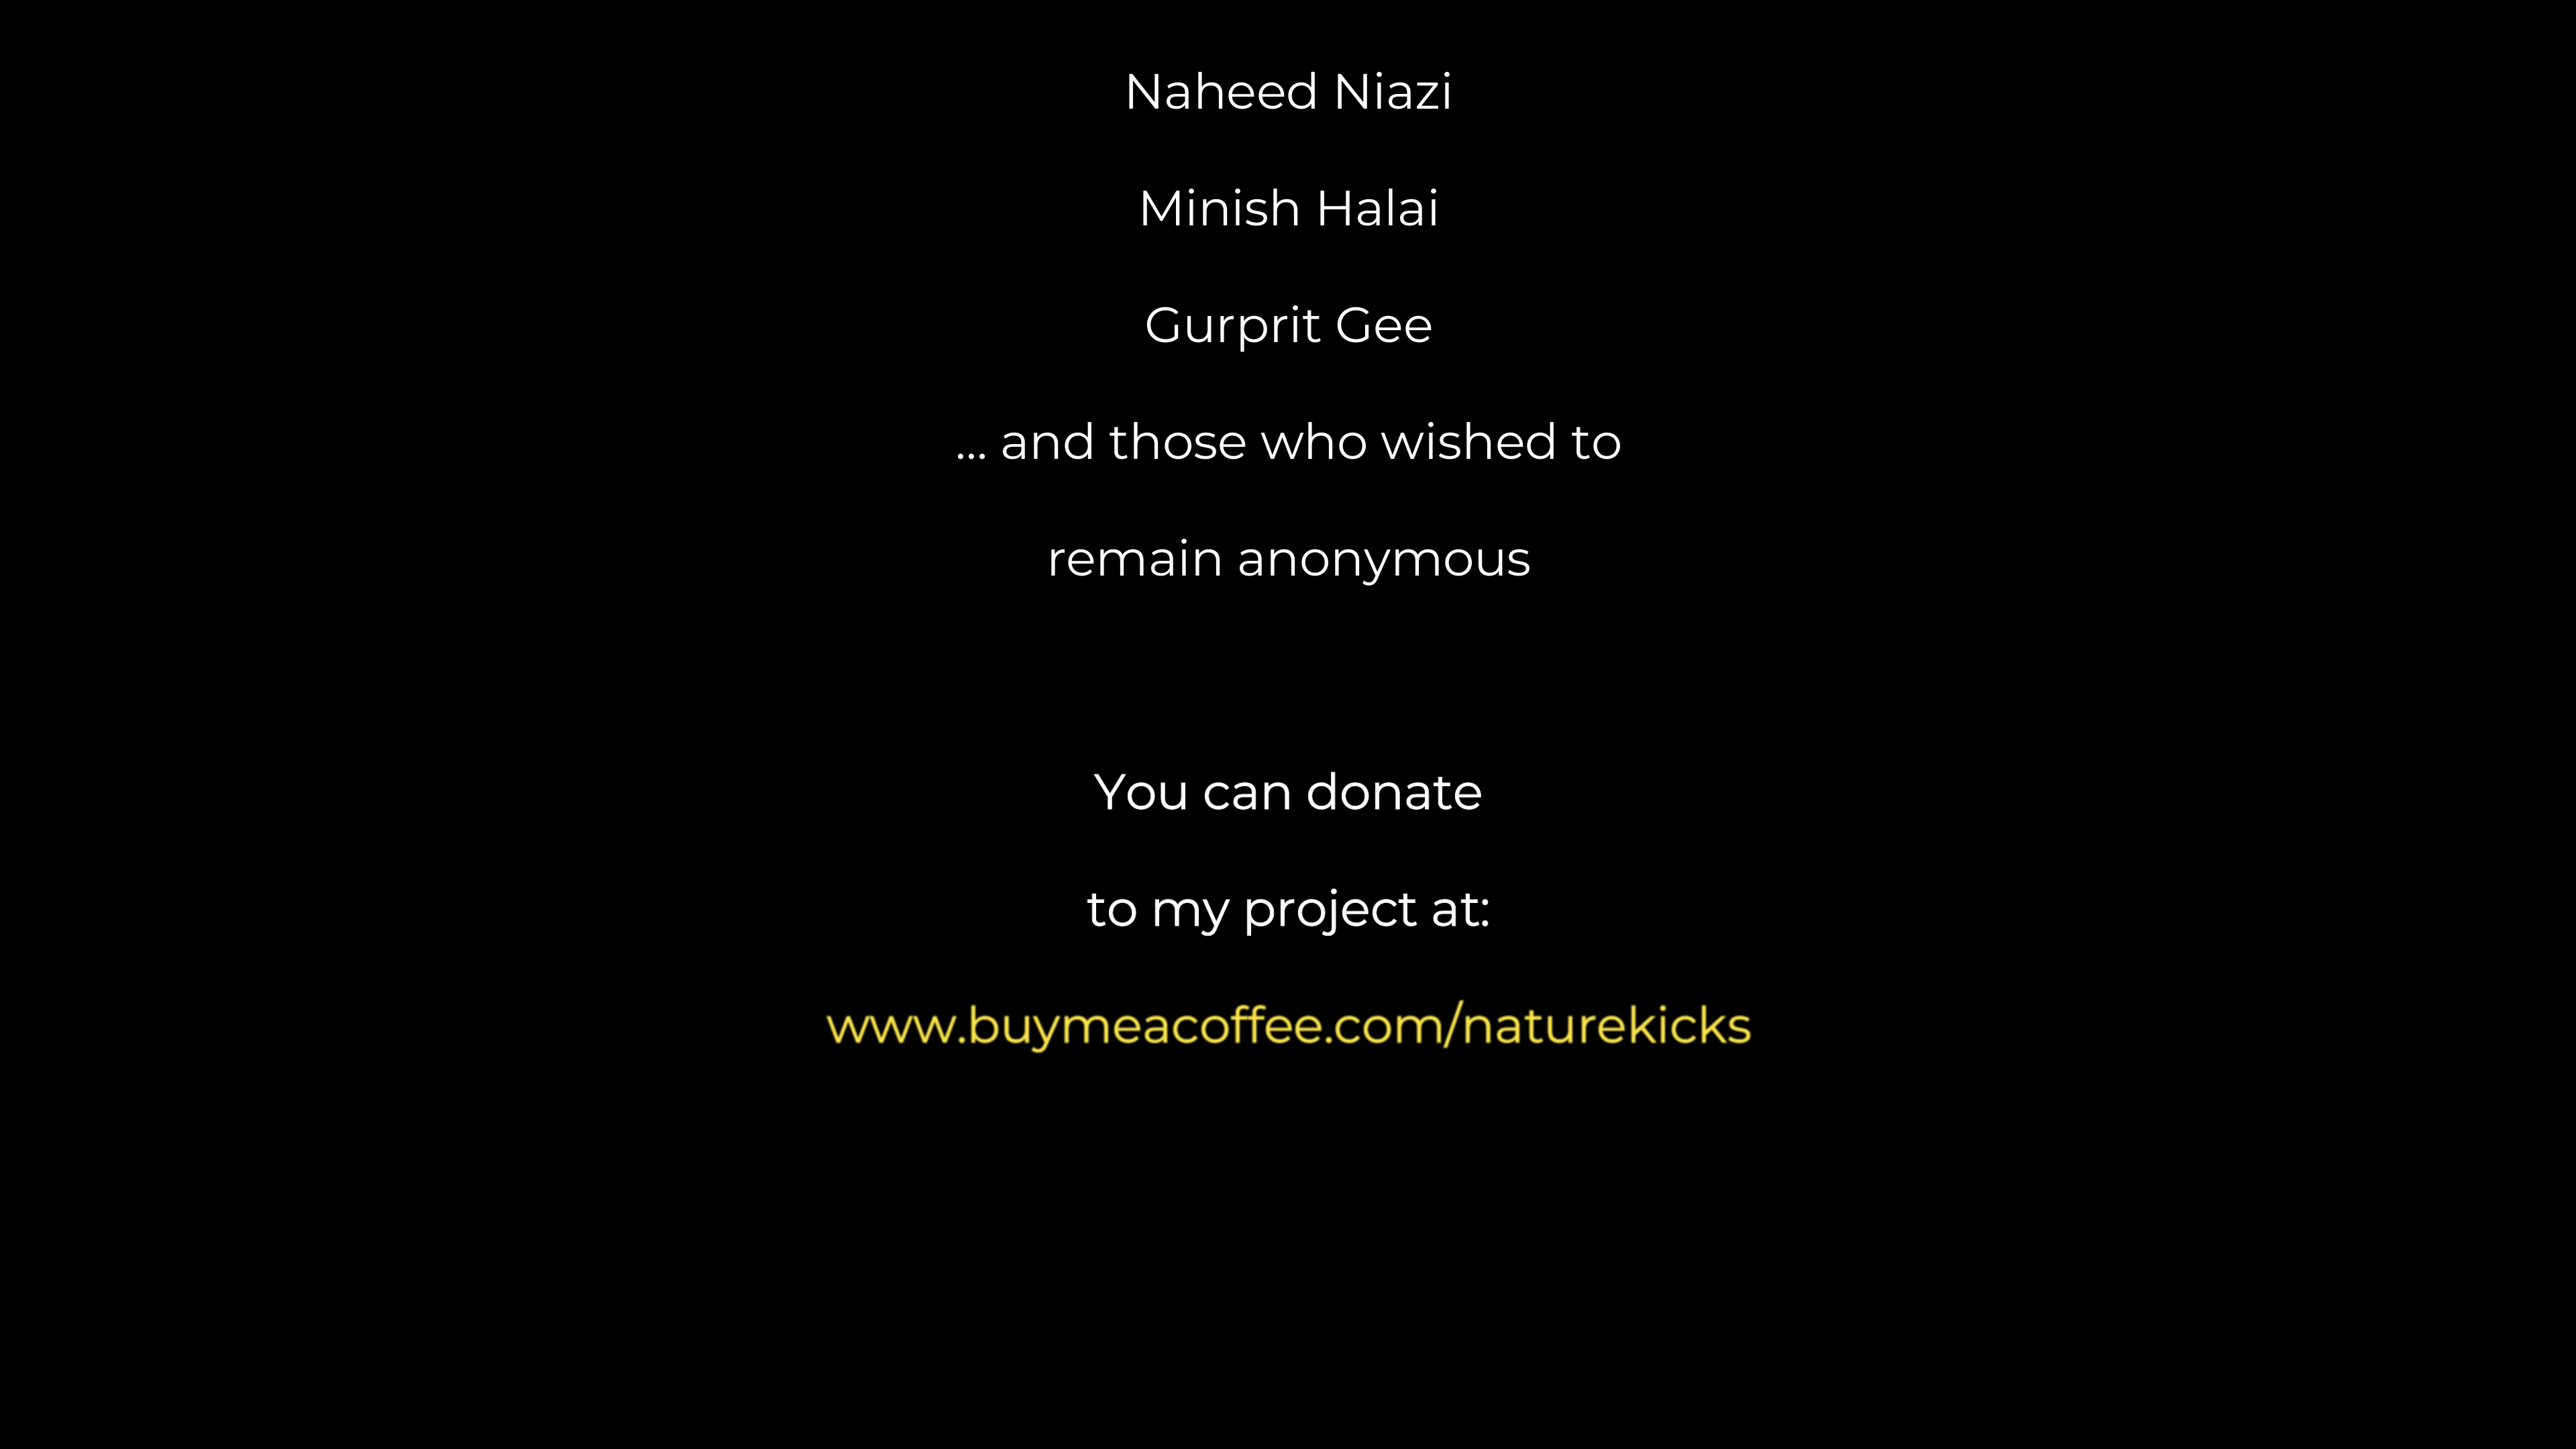 Naheed Niazi
Minish Halai
Gurprit Gee
... and those who wished to
remain anonymous
You can donate
to my project at:
www.buymeacoffee.com/naturekicks